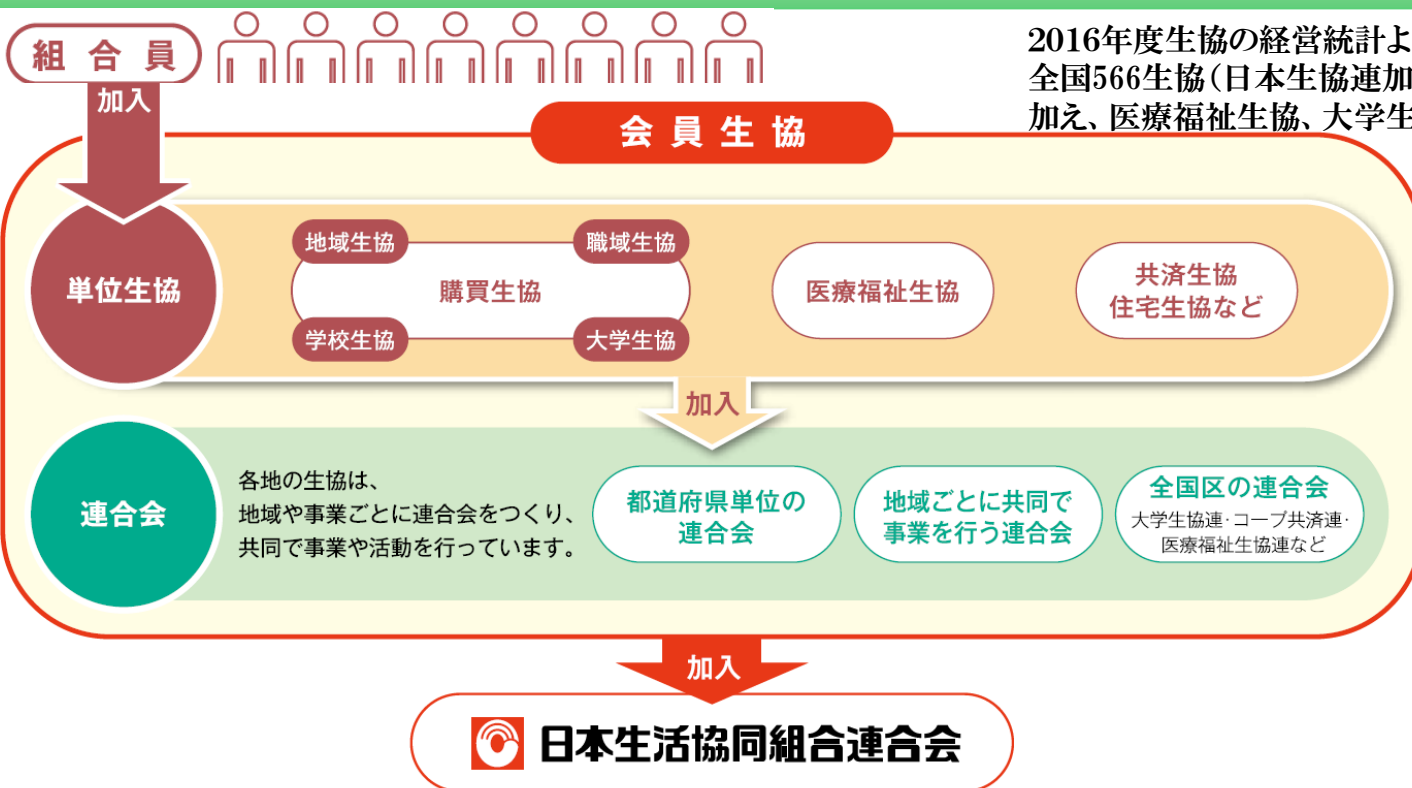 組合員
2016年度生協の経営統計よ
全国566生協(日本生協連加
加え、医療福祉生協、大学生
加入
会員生協
単位生協
地域生協
職域生協
購買生協
学校生協
大学生協
医療福祉生協
共済生協
住宅生協など
加入
連合会
各地の生協は、
地域や事業ごとに連合会をつくり、
共同で事業や活動を行っています。
都道府県単位の
連合会
地域ごとに共同で
事業を行う連合会
全国区の連合会
大学生協連・コープ共済連・
医療福祉生協連など
加入
日本生活協同組合連合会